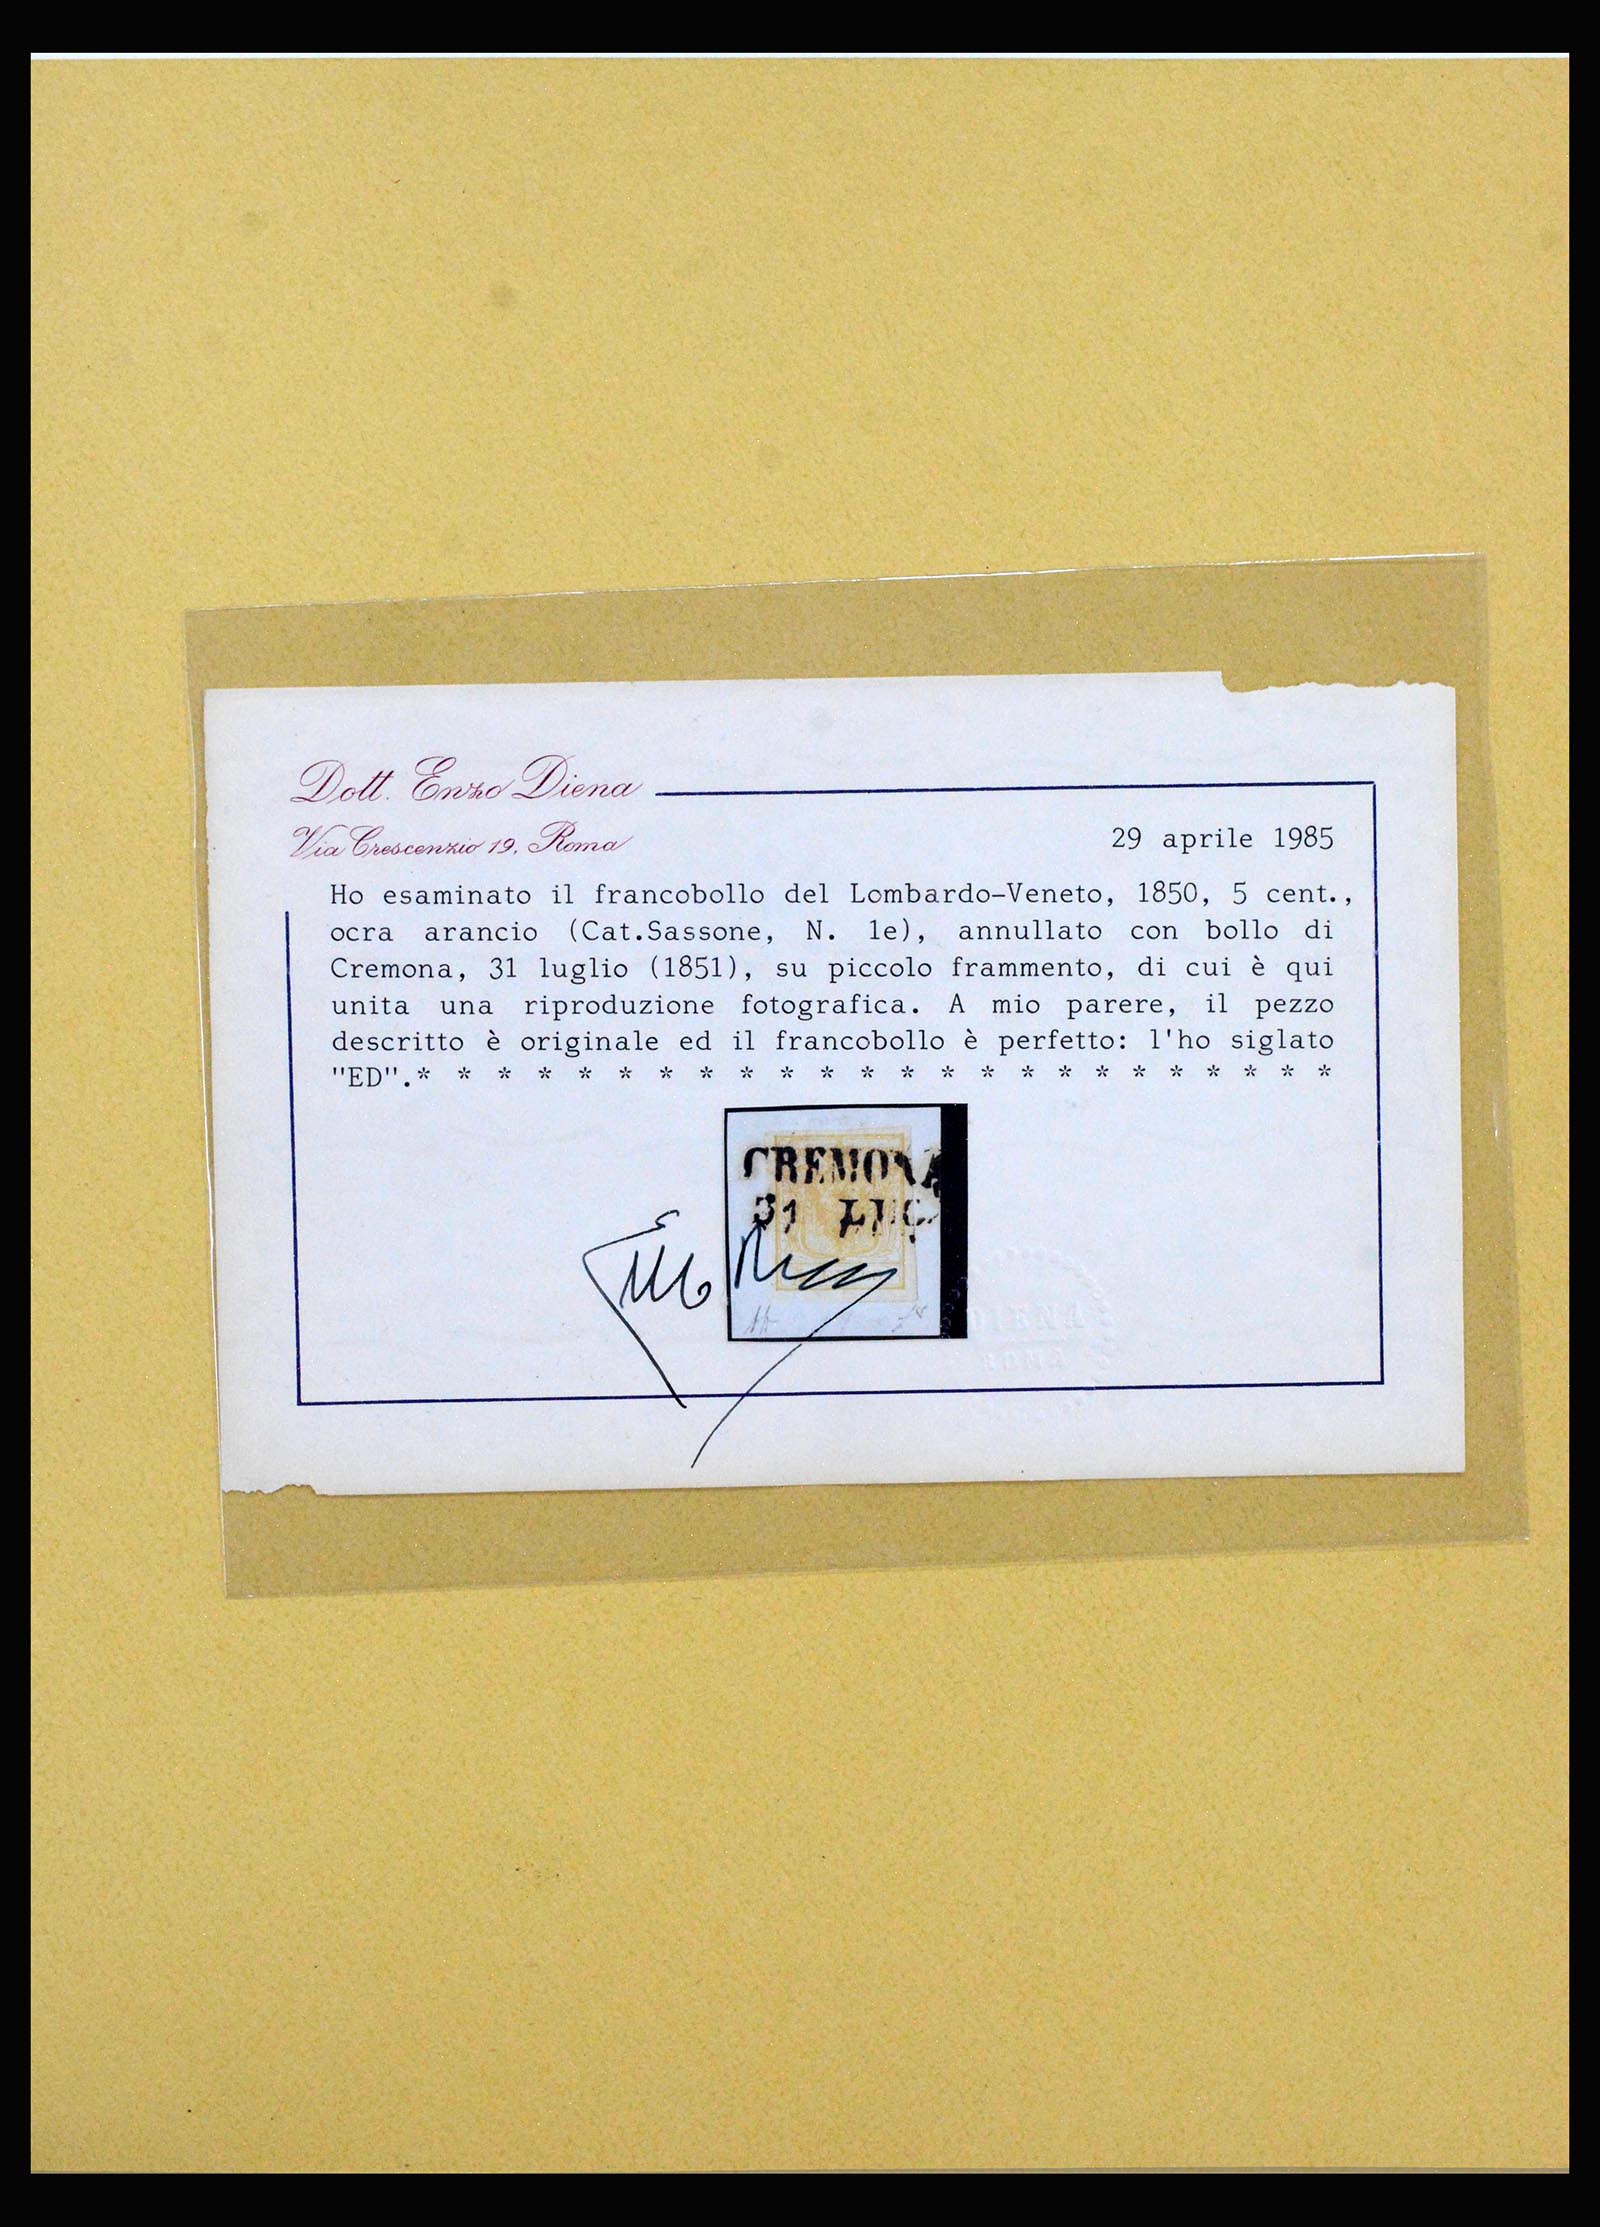 Dott. Enzo Diena
Via Crescenzio 19, Roma
29 aprile 1985
Ho esaminato il francobollo del Lombardo-Veneto, 1850, 5 cent.,
ocra arancio (Cat.Sassone, N. 1e), annullato con bollo di
Cremona, 31 luglio (1851), su piccolo frammento, di cui è qui
unita una riproduzione fotografica. A mio parere, il pezzo
descritto è originale ed il francobollo è perfetto: l'ho siglato
"ED".* * * * * * * * * * * * * * * * * * * * * * * *
CREMONA
31 LUG.